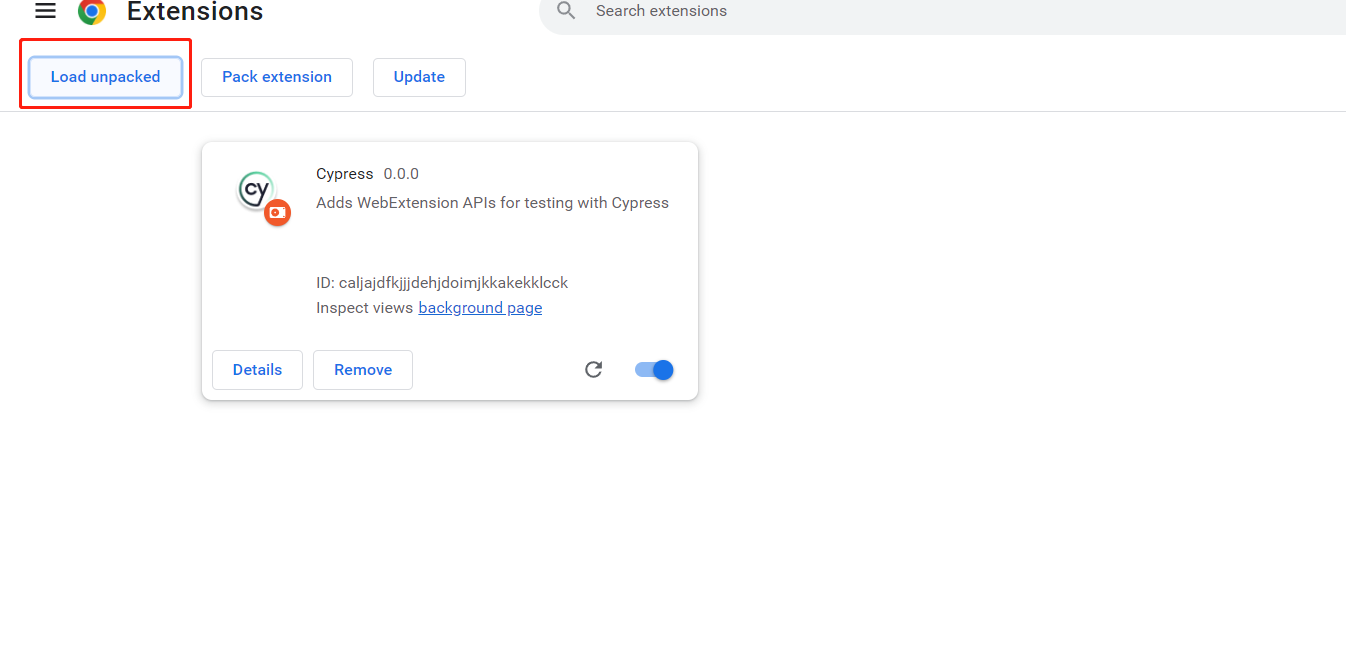 Extensions
Search extensions
Load unpacked
Pack extension
Update
cy
Cypress 0.0.0
Adds WebExtension APIs for testing with Cypress
ID: caljajdfkjjjdehjdoimjkkakekklcck
Inspect views background page
Details
Remove